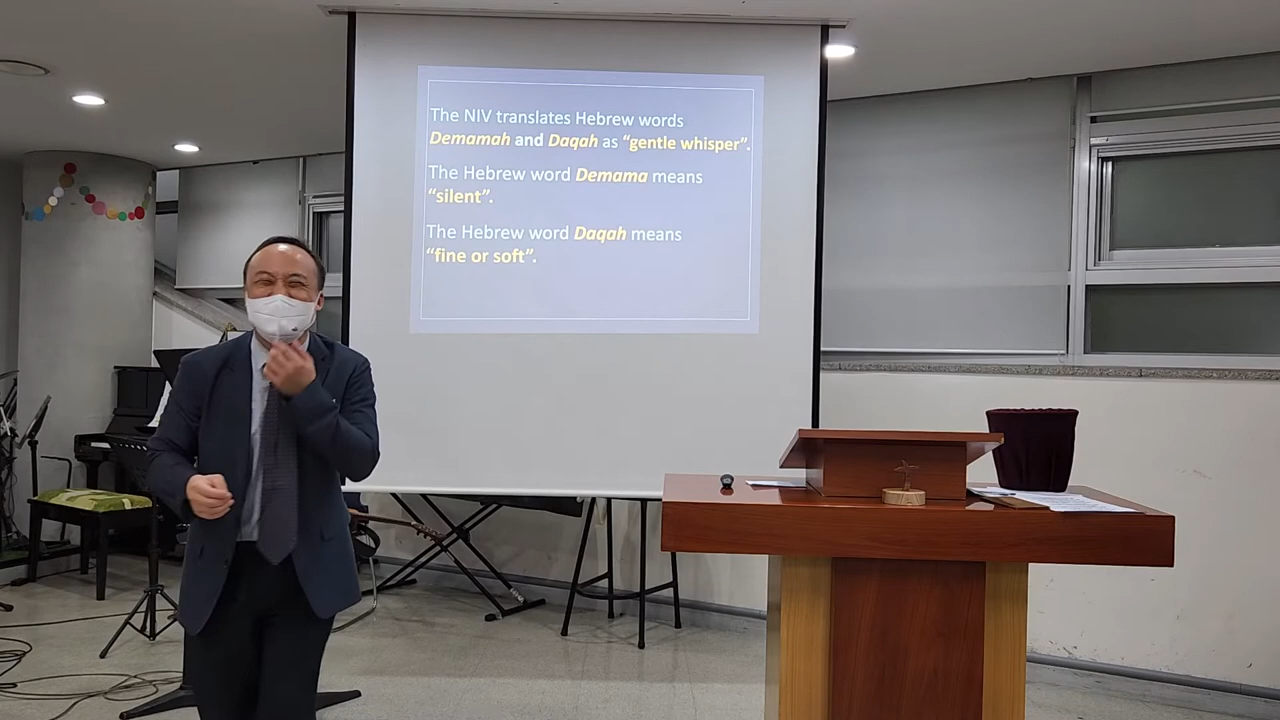 The NIV translates Hebrew words
Demamah and Daqah as “gentle whisper”.
The Hebrew word Demama means
“silent”.
The Hebrew word Daqah means
“fine or soft”.